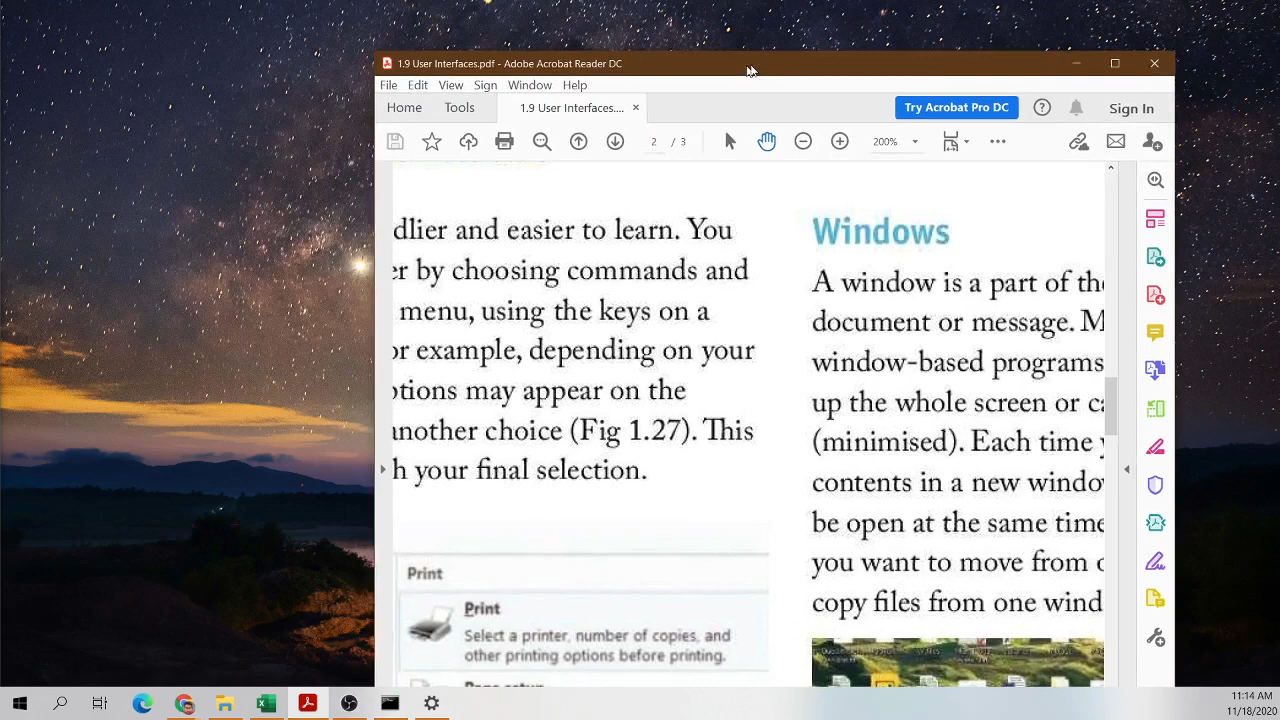 1.9 User Interfaces.pdf - Adobe Acrobat Reader DC
File Edit View Sign Window Help
Home Tools 1.9 User Interfaces.... ×
Try Acrobat Pro DC
Sign In
2 / 3
200%
dlier and easier to learn. You
er by choosing commands and
menu, using the keys on a
or example, depending on your
ptions may appear on the
another choice (Fig 1.27). This
h your final selection.
Print
Print
Select a printer, number of copies, and
other printing options before printing.
Windows
A window is a part of the
document or message. M
window-based programs
up the whole screen or ca
(minimised). Each time y
contents in a new window
be open at the same time
you want to move from o
copy files from one wind
11:14 AM
11/18/2020